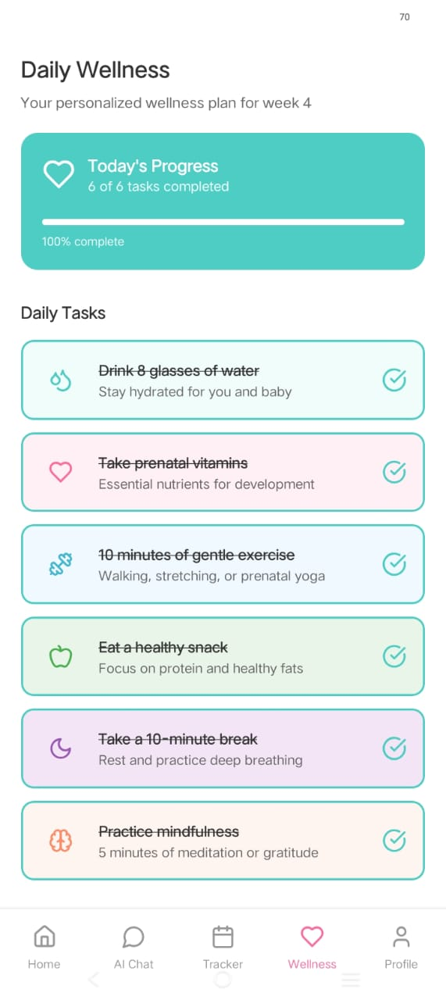 70
Daily Wellness
Your personalized wellness plan for week 4
Today's Progress
6 of 6 tasks completed
100% complete
Daily Tasks
Drink 8 glasses of water
Stay hydrated for you and baby
Take prenatal vitamins
Essential nutrients for development
10 minutes of gentle exercise
Walking, stretching, or prenatal yoga
Eat a healthy snack
Focus on protein and healthy fats
Take a 10-minute break
Rest and practice deep breathing
Practice mindfulness
5 minutes of meditation or gratitude
Home
AI Chat
Tracker
Wellness
Profile